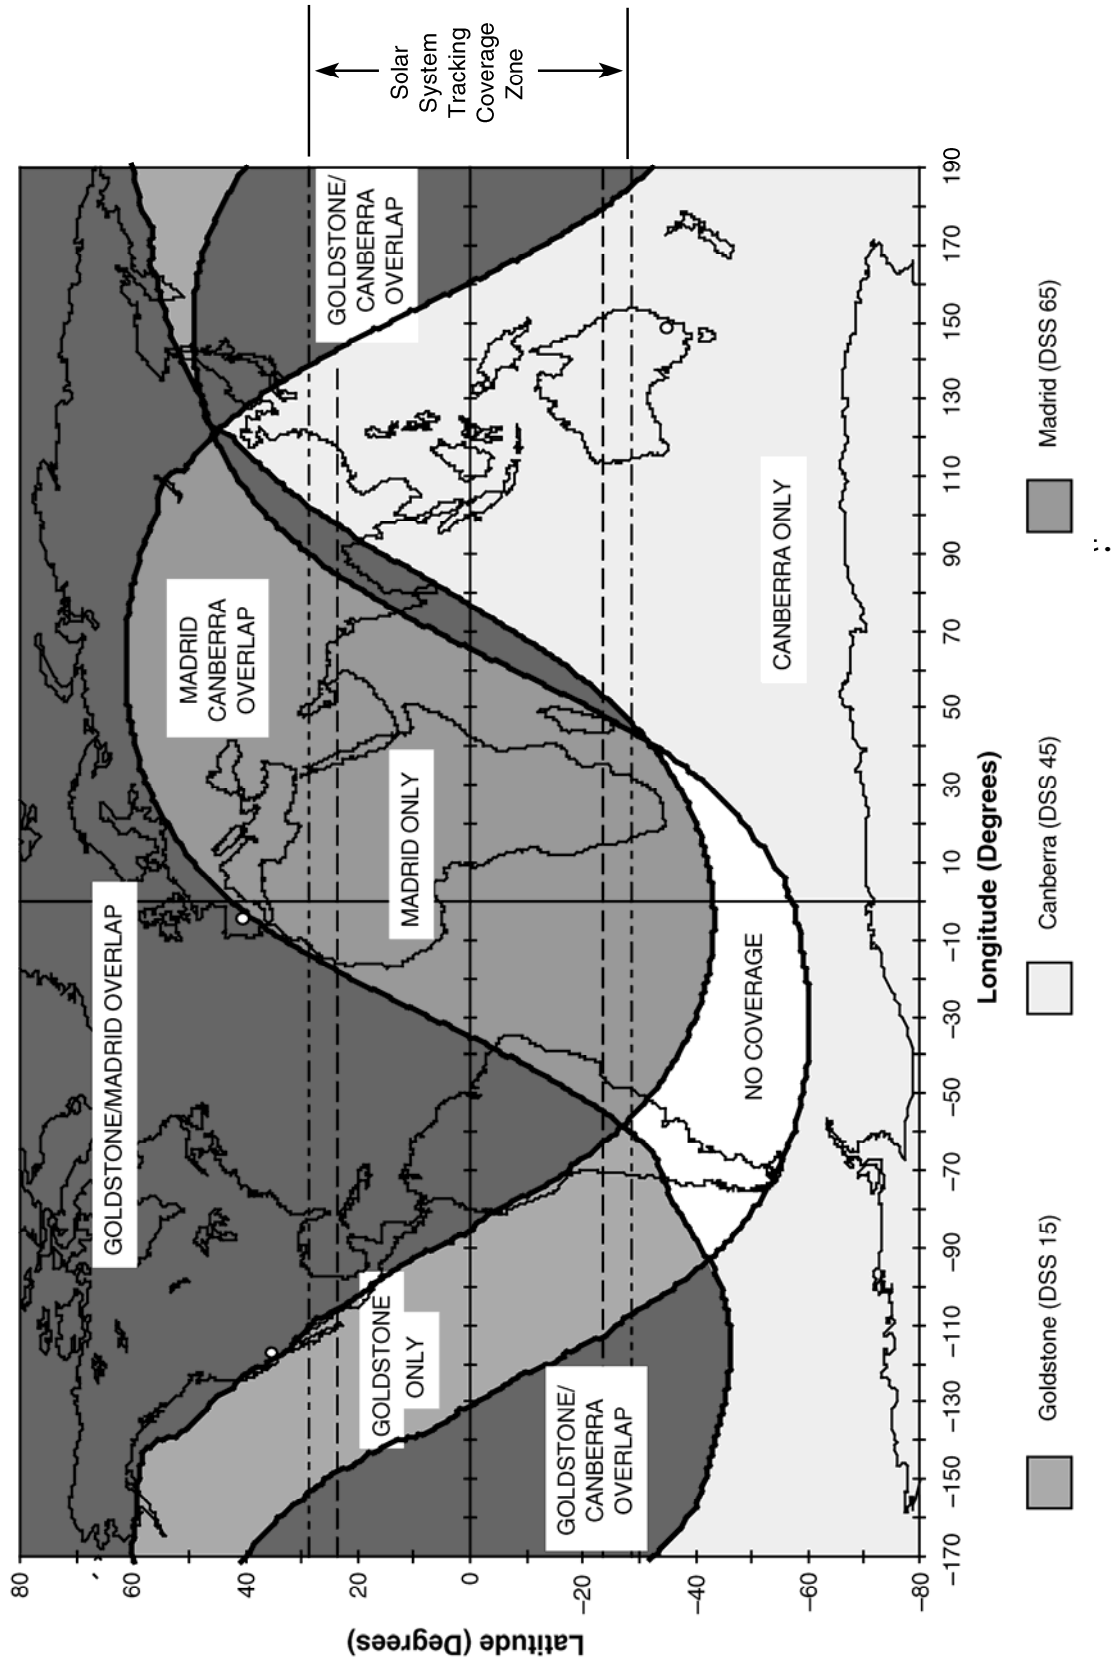 Solar
System
Tracking
Coverage
Zone
GOLDSTONE/MADRID OVERLAP
MADRID
CANBERRA
OVERLAP
GOLDSTONE/
CANBERRA
OVERLAP
GOLDSTONE
ONLY
MADRID ONLY
GOLDSTONE/
CANBERRA
OVERLAP
NO COVERAGE
CANBERRA ONLY
Latitude (Degrees)
80
60
40
20
0
–20
–40
–60
–80
–170 –150 –130 –110 –90 –70 –50 –30 –10 10 30 50 70 90 110 130 150 170 190
Longitude (Degrees)
Goldstone (DSS 15) Canberra (DSS 45) Madrid (DSS 65)